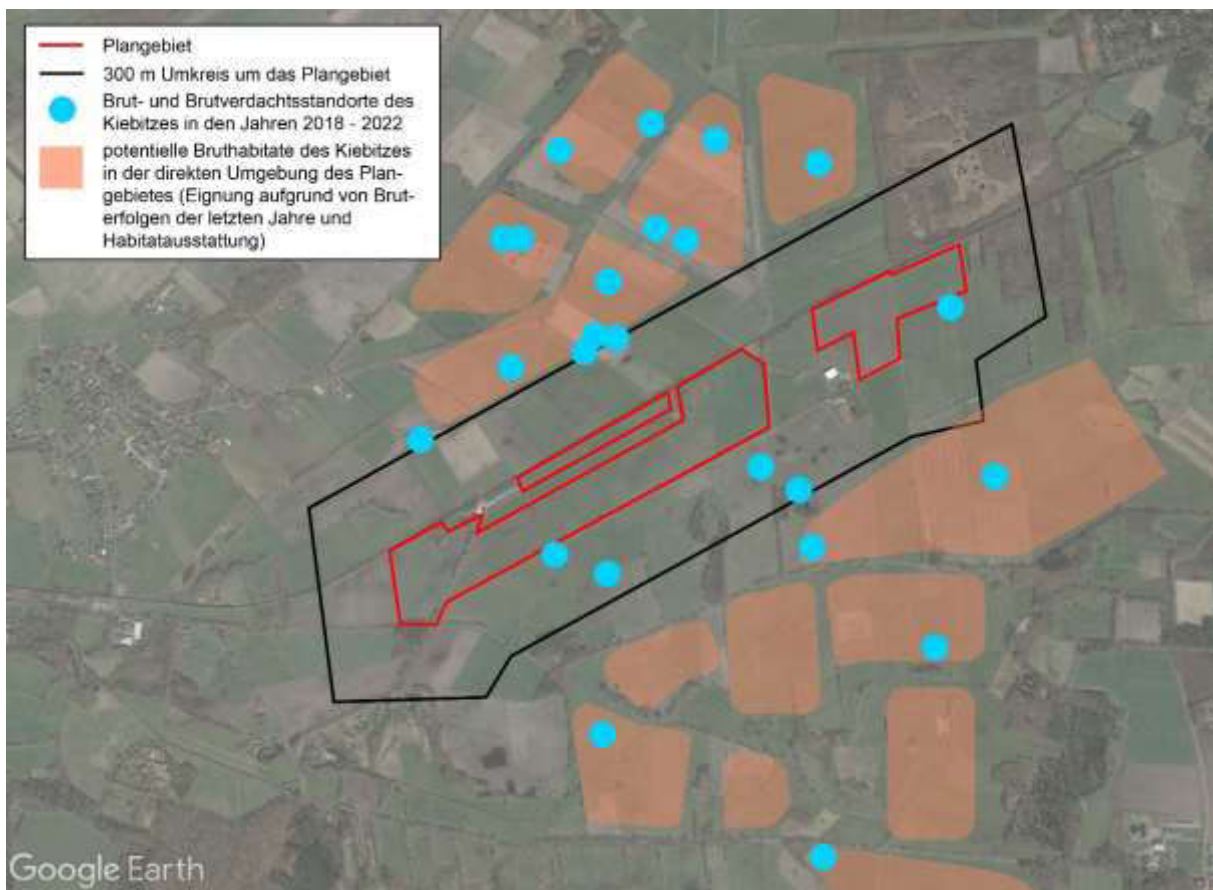 Plangebiet
300 m Umkreis um das Plangebiet
Brut- und Brutverdachtsstandorte des
Kiebitzes in den Jahren 2018 - 2022
potentielle Bruthabitate des Kiebitzes
in der direkten Umgebung des Plan-
gebietes (Eignung aufgrund von Brut-
erfolgen der letzten Jahre und
Habitatausstattung)
Google Earth